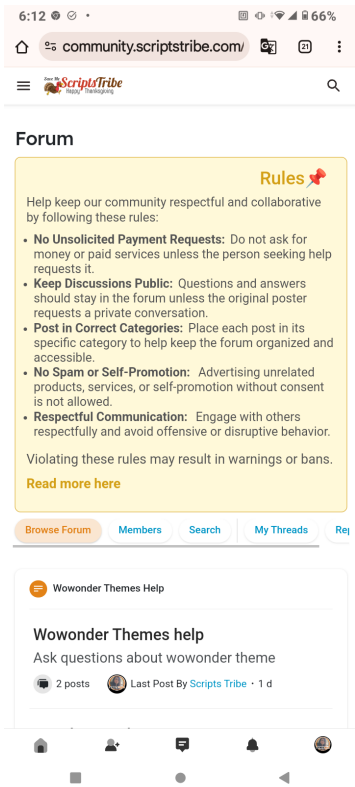 6:12
66%
community.scriptstribe.com/
21
Save Me
ScriptsTribe
Happy Thanksgiving
Forum
Rules📌
Help keep our community respectful and collaborative
by following these rules:
• No Unsolicited Payment Requests: Do not ask for
money or paid services unless the person seeking help
requests it.
• Keep Discussions Public: Questions and answers
should stay in the forum unless the original poster
requests a private conversation.
• Post in Correct Categories: Place each post in its
specific category to help keep the forum organized and
accessible.
• No Spam or Self-Promotion: Advertising unrelated
products, services, or self-promotion without consent
is not allowed.
• Respectful Communication: Engage with others
respectfully and avoid offensive or disruptive behavior.
Violating these rules may result in warnings or bans.
Read more here
Browse Forum Members Search My Threads Rep
Wowonder Themes Help
Wowonder Themes help
Ask questions about wowonder theme
2 posts Last Post By Scripts Tribe • 1 d